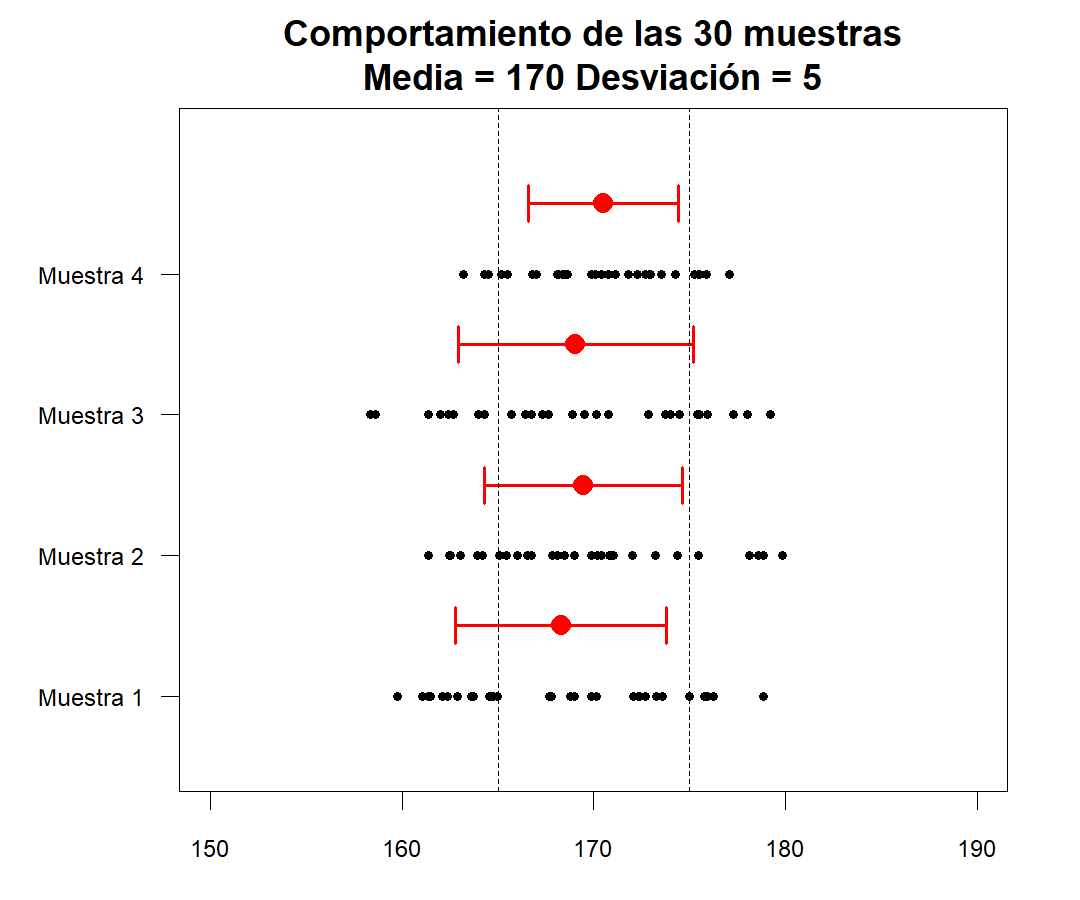 Comportamiento de las 30 muestras
Media = 170 Desviación = 5
Muestra 4
Muestra 3
Muestra 2
Muestra 1
150 160 170 180 190